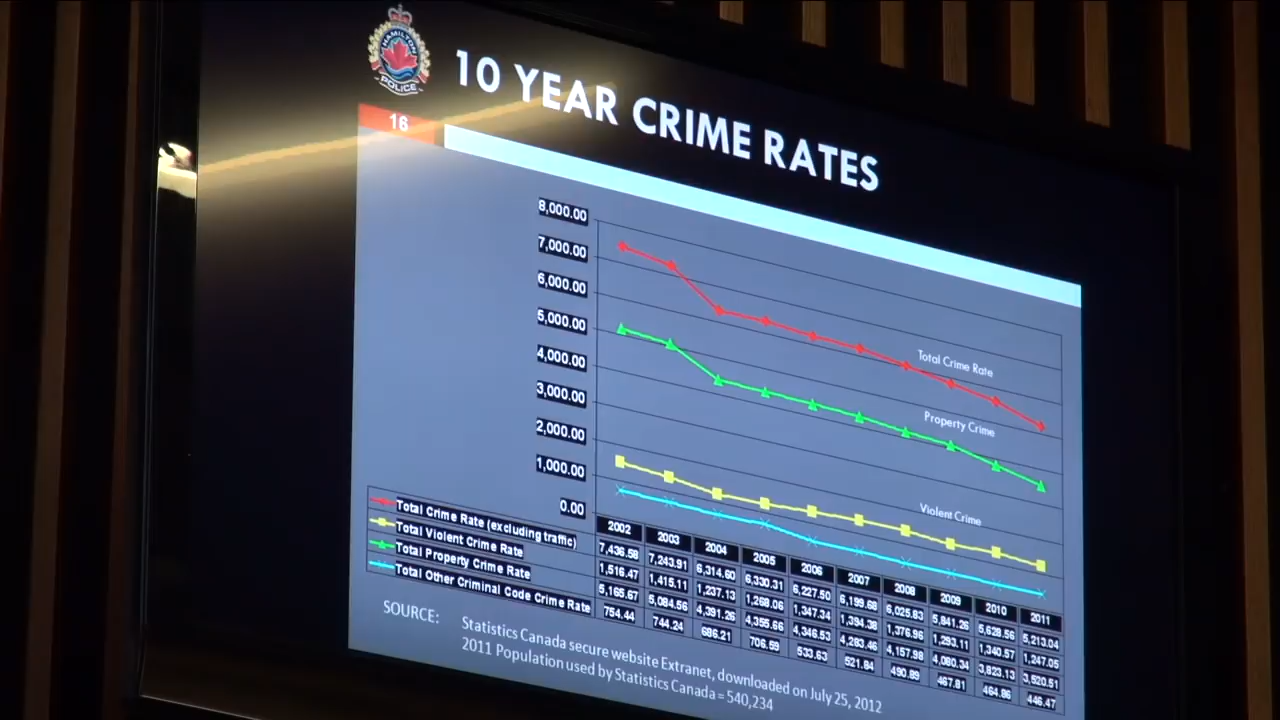 HAMILTON
POLICE
10 YEAR CRIME RATES
16
8,000.00
7,000.00
6,000.00
5,000.00
4,000.00
3,000.00
2,000.00
1,000.00
0.00
Total Crime Rate
Property Crime
Violent Crime
2002 2003 2004 2005 2006 2007 2008 2009 2010 2011
Total Crime Rate (excluding traffic) 7,436.58 7,243.91 6,314.60 6,330.31 6,227.50 6,199.68 6,025.83 5,841.26 5,628.56 5,213.04
Total Violent Crime Rate 1,516.47 1,415.11 1,237.13 1,268.06 1,347.34 1,394.38 1,376.96 1,293.11 1,340.57 1,247.05
Total Property Crime Rate 5,165.67 5,084.56 4,391.26 4,355.66 4,346.53 4,283.46 4,157.98 4,080.34 3,823.13 3,520.51
Total Other Criminal Code Crime Rate 754.44 744.24 686.21 706.59 533.63 521.84 490.89 467.81 464.86 446.47
SOURCE: Statistics Canada secure website Extranet, downloaded on July 25, 2012
2011 Population used by Statistics Canada = 540,234